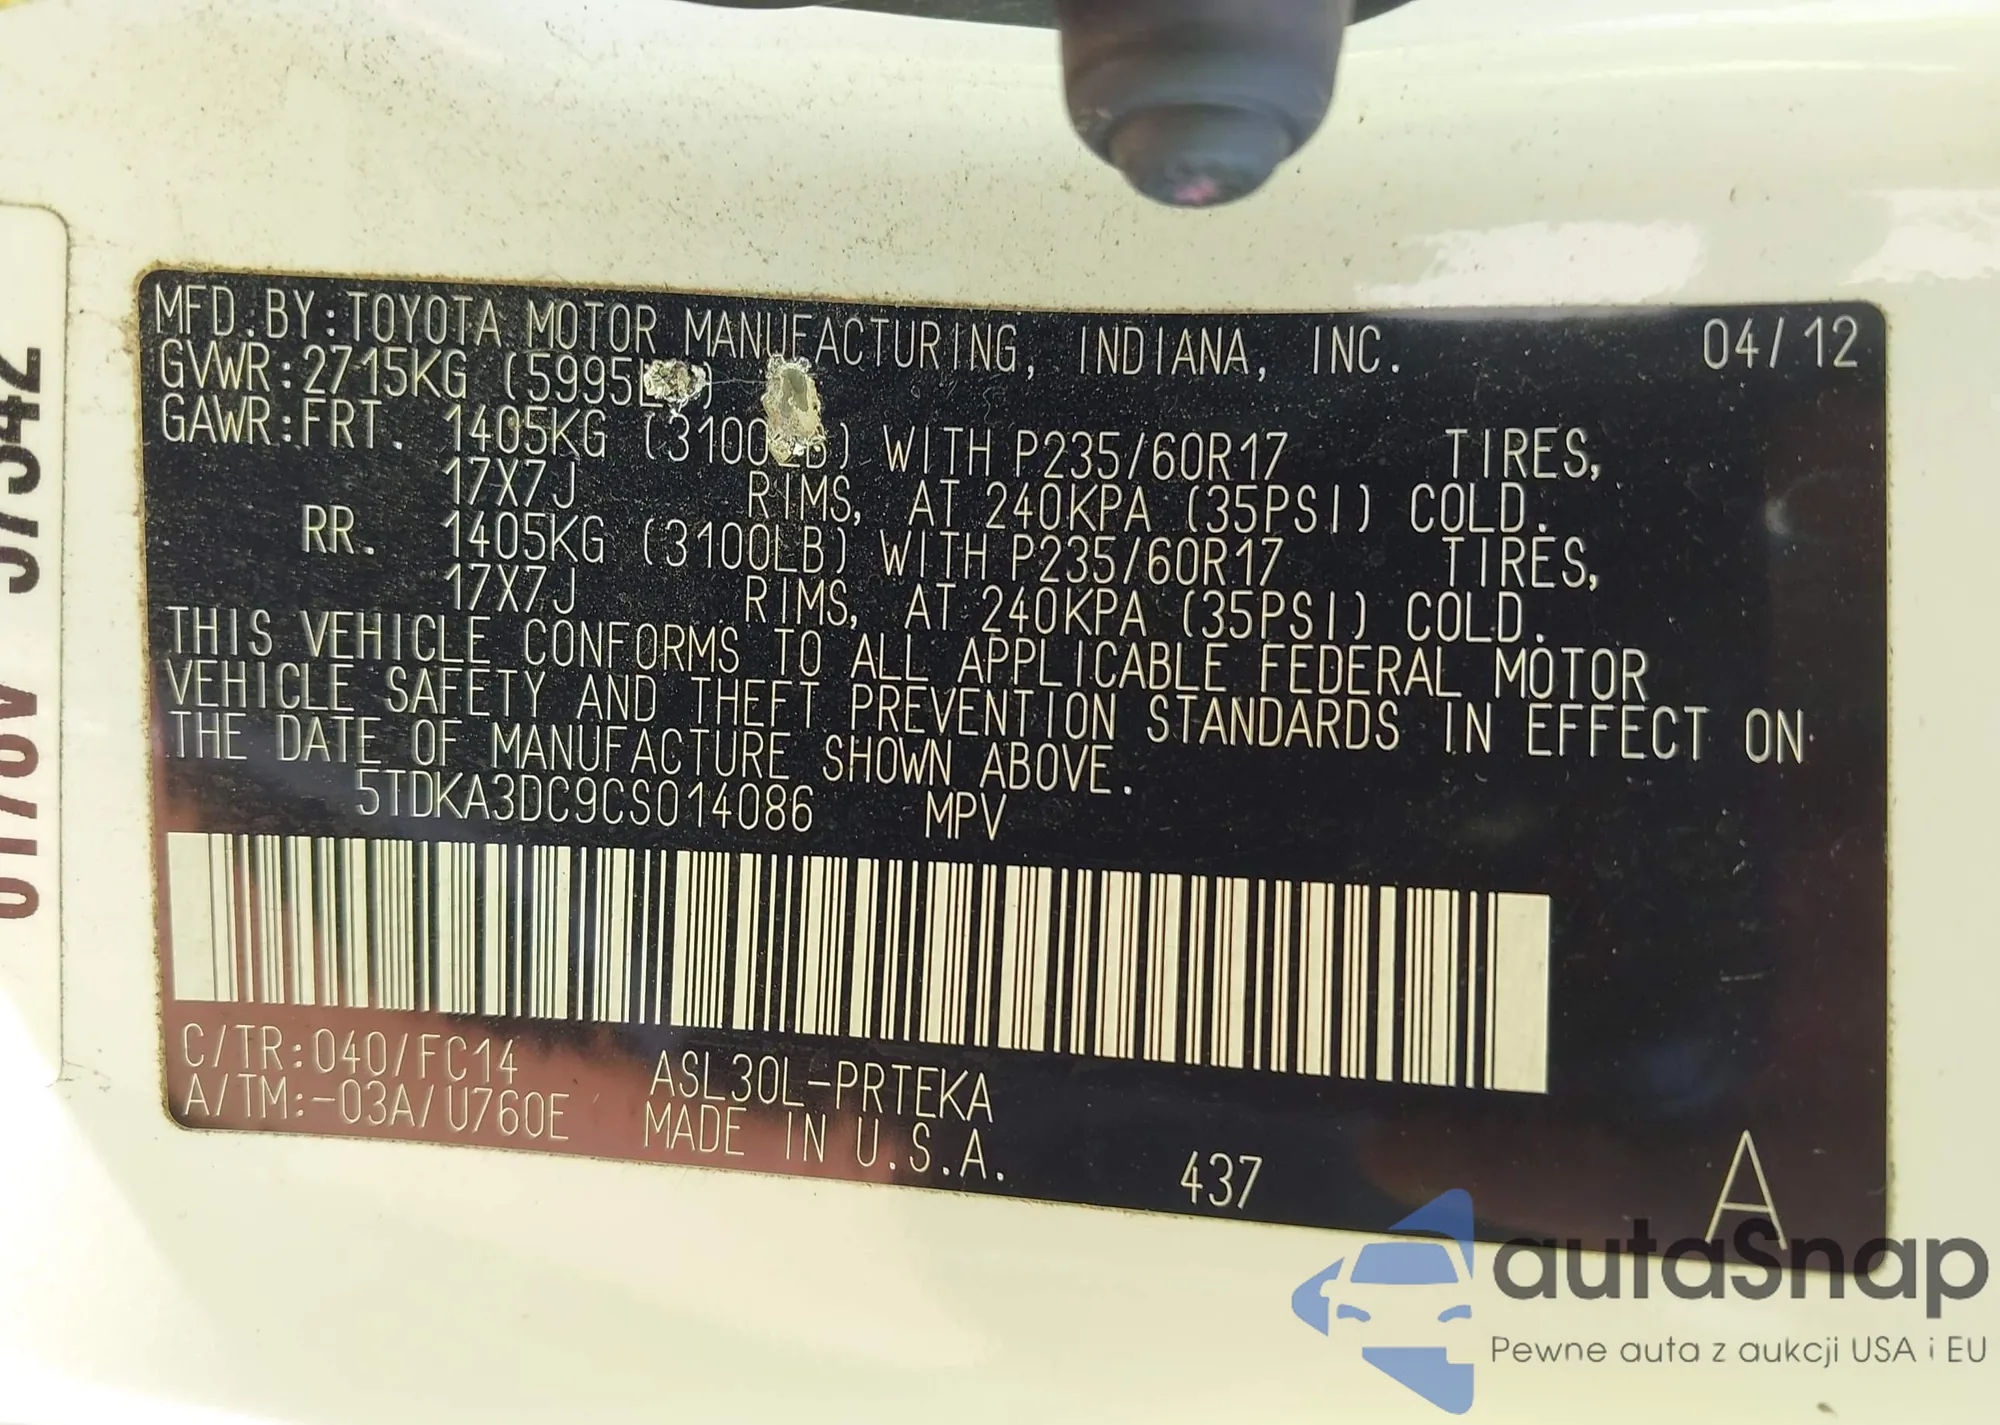 MFD.BY:TOYOTA MOTOR MANUFACTURING, INDIANA, INC. 04/12
GVWR:2715KG (5995L )
GAWR:FRT. 1405KG (3100LB) WITH P235/60R17 TIRES,
17X7J RIMS, AT 240KPA (35PSI) COLD.
RR. 1405KG (3100LB) WITH P235/60R17 TIRES,
17X7J RIMS, AT 240KPA (35PSI) COLD.
THIS VEHICLE CONFORMS TO ALL APPLICABLE FEDERAL MOTOR
VEHICLE SAFETY AND THEFT PREVENTION STANDARDS IN EFFECT ON
THE DATE OF MANUFACTURE SHOWN ABOVE.
5TDKA3DC9CS014086 MPV
C/TR:040/FC14 ASL30L-PRTEKA
A/TM:-03A/U760E MADE IN U.S.A. 437 A
autaSnap
Pewne auta z aukcji USA i EU